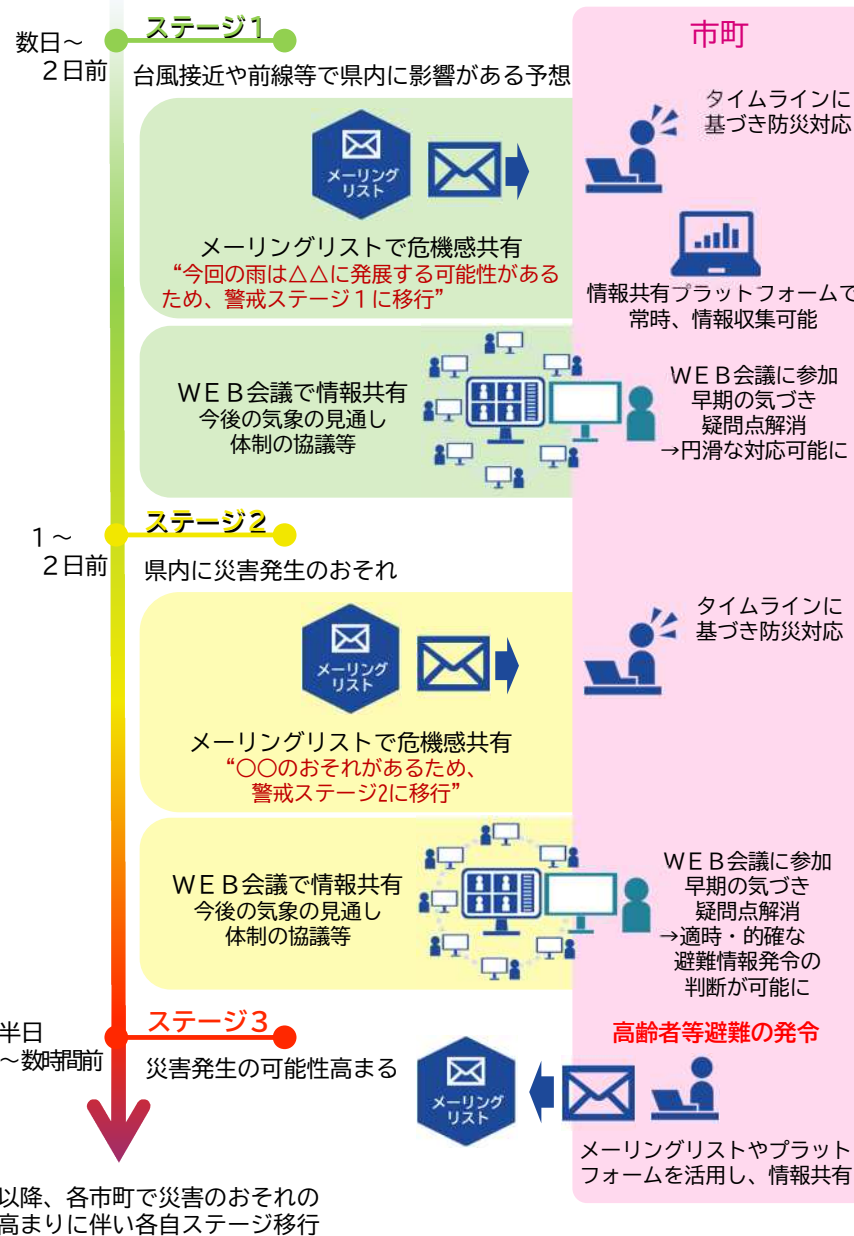 ステージ1
数日～
2日前
台風接近や前線等で県内に影響がある予想
市町
タイムラインに
基づき防災対応
メーリング
リスト
メーリングリストで危機感共有
“今回の雨は△△に発展する可能性がある
ため、警戒ステージ１に移行”
情報共有プラットフォームで
常時、情報収集可能
ＷＥＢ会議で情報共有
今後の気象の見通し
体制の協議等
ＷＥＢ会議に参加
早期の気づき
疑問点解消
→円滑な対応可能に
ステージ2
１～
2日前
県内に災害発生のおそれ
タイムラインに
基づき防災対応
メーリング
リスト
メーリングリストで危機感共有
“〇〇のおそれがあるため、
警戒ステージ2に移行”
ＷＥＢ会議で情報共有
今後の気象の見通し
体制の協議等
ＷＥＢ会議に参加
早期の気づき
疑問点解消
→適時・的確な
避難情報発令の
判断が可能に
ステージ3
半日
～数時間前
災害発生の可能性高まる
高齢者等避難の発令
メーリング
リスト
メーリングリストやプラット
フォームを活用し、情報共有
以降、各市町で災害のおそれの
高まりに伴い各自ステージ移行